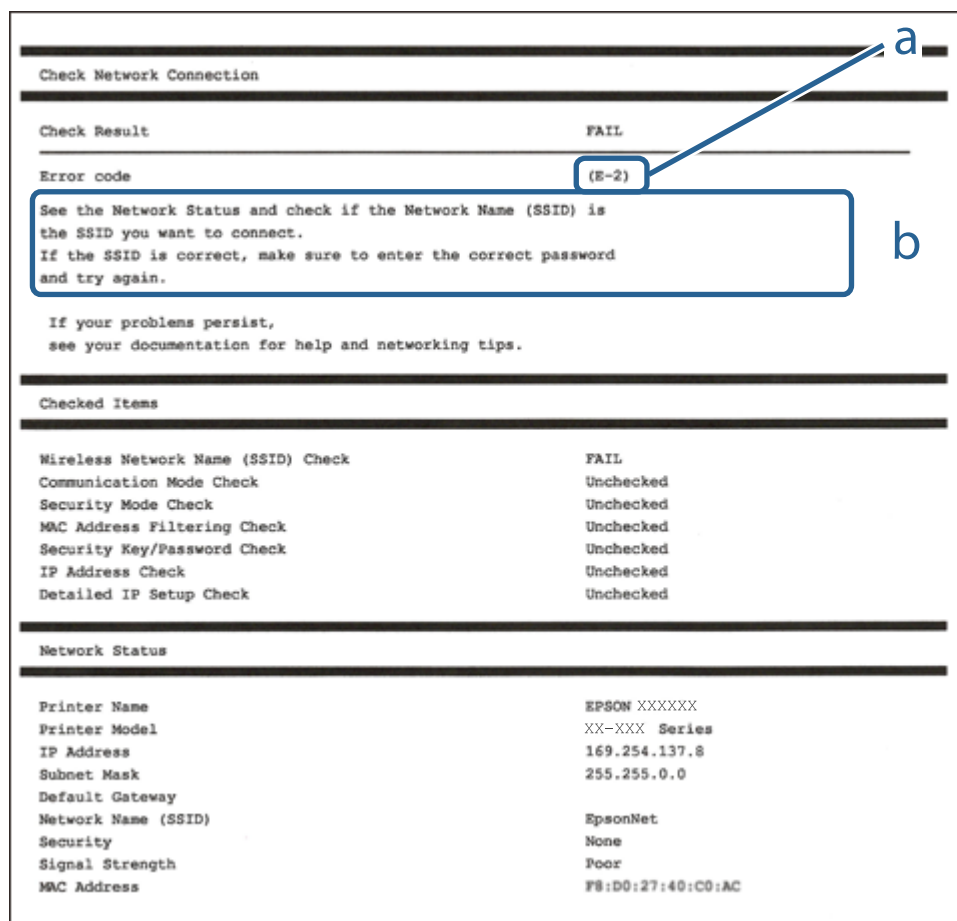 a
Check Network Connection
Check Result FAIL
Error code (E-2)
See the Network Status and check if the Network Name (SSID) is
the SSID you want to connect.
If the SSID is correct, make sure to enter the correct password
and try again.
b
If your problems persist,
see your documentation for help and networking tips.
Checked Items
Wireless Network Name (SSID) Check FAIL
Communication Mode Check Unchecked
Security Mode Check Unchecked
MAC Address Filtering Check Unchecked
Security Key/Password Check Unchecked
IP Address Check Unchecked
Detailed IP Setup Check Unchecked
Network Status
Printer Name EPSON XXXXXX
Printer Model XX-XXX Series
IP Address 169.254.137.8
Subnet Mask 255.255.0.0
Default Gateway
Network Name (SSID) EpsonNet
Security None
Signal Strength Poor
MAC Address F8:D0:27:40:C0:AC